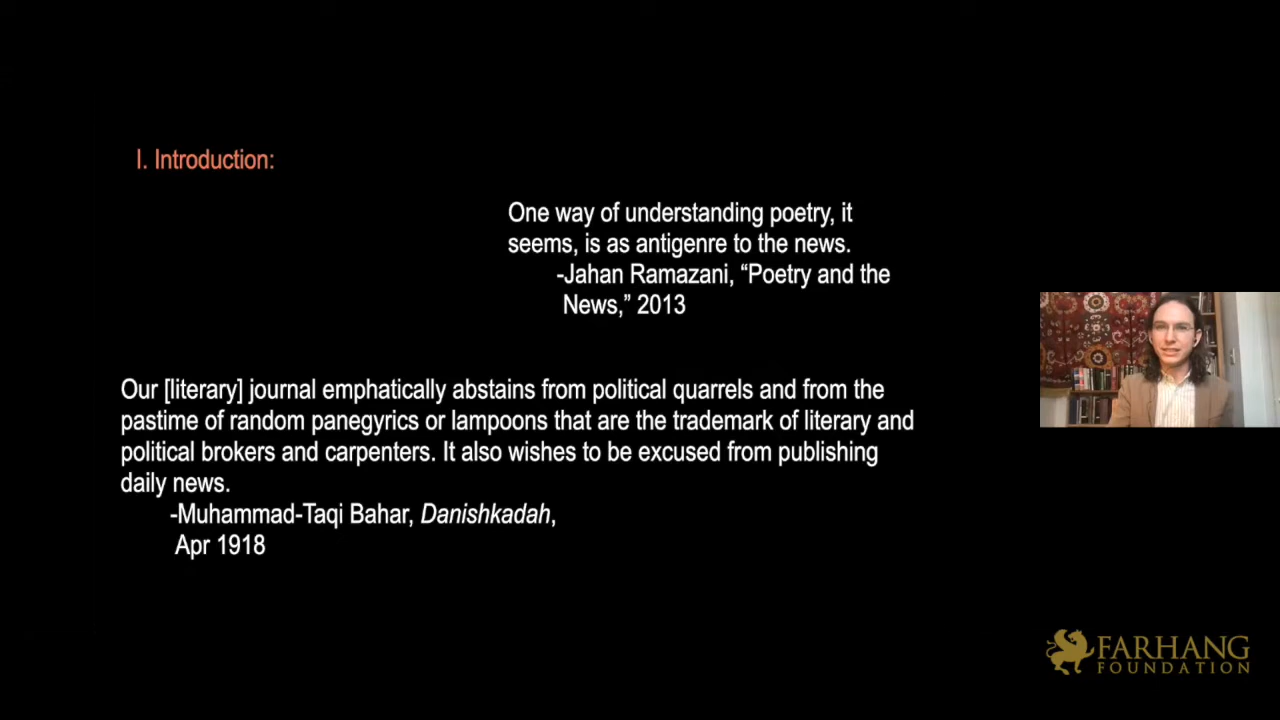 I. Introduction:
One way of understanding poetry, it
seems, is as antigenre to the news.
-Jahan Ramazani, “Poetry and the
News,” 2013
Our [literary] journal emphatically abstains from political quarrels and from the
pastime of random panegyrics or lampoons that are the trademark of literary and
political brokers and carpenters. It also wishes to be excused from publishing
daily news.
-Muhammad-Taqi Bahar, Danishkadah,
Apr 1918
FARHANG
FOUNDATION